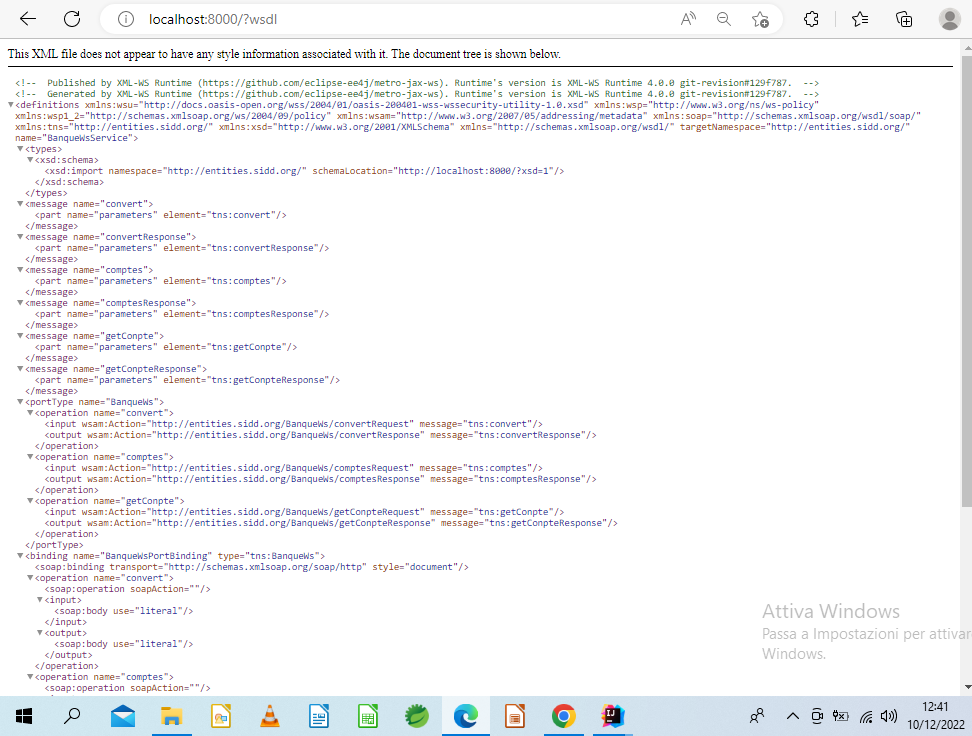 localhost:8000/?wsdl
This XML file does not appear to have any style information associated with it. The document tree is shown below.
<!-- Published by XML-WS Runtime (https://github.com/eclipse-ee4j/metro-jax-ws). Runtime's version is XML-WS Runtime 4.0.0 git-revision#129f787. -->
<!-- Generated by XML-WS Runtime (https://github.com/eclipse-ee4j/metro-jax-ws). Runtime's version is XML-WS Runtime 4.0.0 git-revision#129f787. -->
▼<definitions xmlns:wsu="http://docs.oasis-open.org/wss/2004/01/oasis-200401-wss-wssecurity-utility-1.0.xsd" xmlns:wsp="http://www.w3.org/ns/ws-policy"
xmlns:wsp1_2="http://schemas.xmlsoap.org/ws/2004/09/policy" xmlns:wsam="http://www.w3.org/2007/05/addressing/metadata" xmlns:soap="http://schemas.xmlsoap.org/wsdl/soap/"
xmlns:tns="http://entities.sidd.org/" xmlns:xsd="http://www.w3.org/2001/XMLSchema" xmlns="http://schemas.xmlsoap.org/wsdl/" targetNamespace="http://entities.sidd.org/"
name="BanqueWsService">
▼<types>
▼<xsd:schema>
<xsd:import namespace="http://entities.sidd.org/" schemaLocation="http://localhost:8000/?xsd=1"/>
</xsd:schema>
</types>
▼<message name="convert">
<part name="parameters" element="tns:convert"/>
</message>
▼<message name="convertResponse">
<part name="parameters" element="tns:convertResponse"/>
</message>
▼<message name="comptes">
<part name="parameters" element="tns:comptes"/>
</message>
▼<message name="comptesResponse">
<part name="parameters" element="tns:comptesResponse"/>
</message>
▼<message name="getConpte">
<part name="parameters" element="tns:getConpte"/>
</message>
▼<message name="getConpteResponse">
<part name="parameters" element="tns:getConpteResponse"/>
</message>
▼<portType name="BanqueWs">
▼<operation name="convert">
<input wsam:Action="http://entities.sidd.org/BanqueWs/convertRequest" message="tns:convert"/>
<output wsam:Action="http://entities.sidd.org/BanqueWs/convertResponse" message="tns:convertResponse"/>
</operation>
▼<operation name="comptes">
<input wsam:Action="http://entities.sidd.org/BanqueWs/comptesRequest" message="tns:comptes"/>
<output wsam:Action="http://entities.sidd.org/BanqueWs/comptesResponse" message="tns:comptesResponse"/>
</operation>
▼<operation name="getConpte">
<input wsam:Action="http://entities.sidd.org/BanqueWs/getConpteRequest" message="tns:getConpte"/>
<output wsam:Action="http://entities.sidd.org/BanqueWs/getConpteResponse" message="tns:getConpteResponse"/>
</operation>
</portType>
▼<binding name="BanqueWsPortBinding" type="tns:BanqueWs">
<soap:binding transport="http://schemas.xmlsoap.org/soap/http" style="document"/>
▼<operation name="convert">
<soap:operation soapAction=""/>
▼<input>
<soap:body use="literal"/>
</input>
▼<output>
<soap:body use="literal"/>
</output>
</operation>
▼<operation name="comptes">
<soap:operation soapAction=""/>
Attiva Windows
Passa a Impostazioni per attivar
Windows.
12:41
10/12/2022